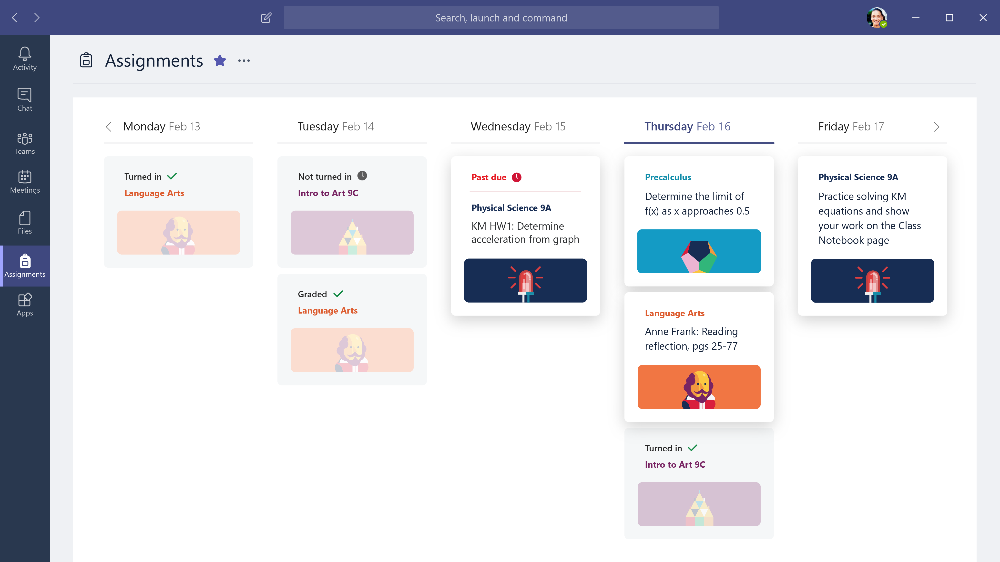 Search, launch and command
Activity
Chat
Teams
Meetings
Files
Assignments
Apps
Assignments
Monday Feb 13
Turned in
Language Arts
Tuesday Feb 14
Not turned in
Intro to Art 9C
Graded
Language Arts
Wednesday Feb 15
Past due
Physical Science 9A
KM HW1: Determine
acceleration from graph
Thursday Feb 16
Precalculus
Determine the limit of
f(x) as x approaches 0.5
Language Arts
Anne Frank: Reading
reflection, pgs 25-77
Turned in
Intro to Art 9C
Friday Feb 17
Physical Science 9A
Practice solving KM
equations and show
your work on the Class
Notebook page